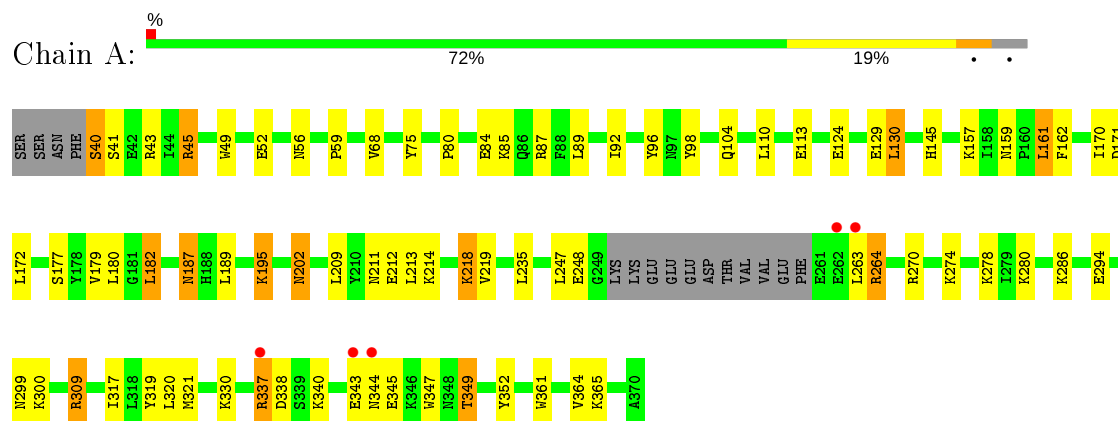 %
Chain A:
72% 19% • •
SER SER ASN PHE S40 S41 E42 R43 I44 R45 W49 E52 N56 P59 V68 Y75 P80 E84 K85 Q86 R87 F88 L89 I92 Y96 N97 Y98 Q104 L110 E113 E124 E129 L130 H145 K157 I158 N159 P160 L161 F162 I170 D171
L172 S177 Y178 V179 L180 G181 L182 N187 H188 L189 K195 N202 L209 Y210 N211 E212 L213 K214 K218 V219 L235 L247 E248 G249 LYS LYS GLU GLU GLU ASP THR VAL VAL GLU PHE E261 E262 L263 R264 R270 K274 K278 I279 K280 K286 E294
N299 K300 R309 I317 L318 Y319 L320 M321 K330 R337 D338 S339 K340 E343 N344 E345 K346 W347 N348 T349 Y352 W361 V364 K365 A370